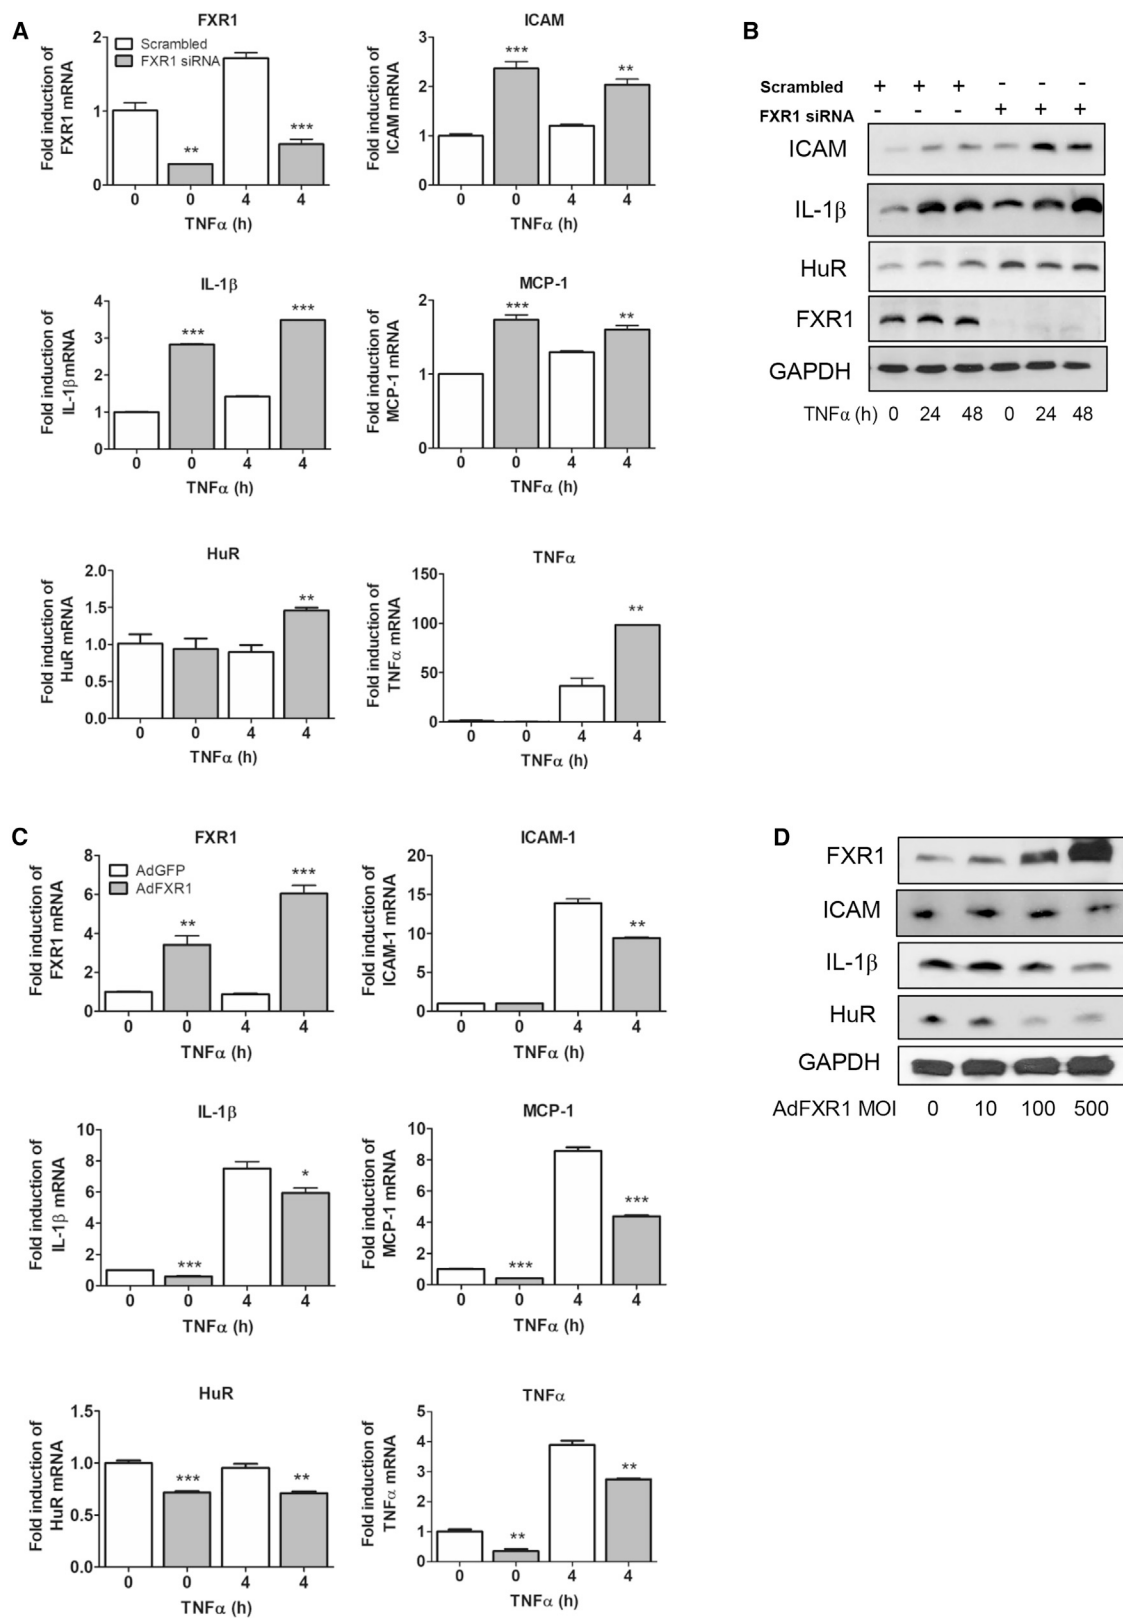 A
FXR1
Fold induction of
FXR1 mRNA
2
1
0
Scrambled
FXR1 siRNA
**
***
0 0 4 4
TNFα (h)
ICAM
Fold induction of
ICAM mRNA
3
2
1
0
***
**
0 0 4 4
TNFα (h)
IL-1β
Fold induction of
IL-1β mRNA
4
3
2
1
0
***
***
0 0 4 4
TNFα (h)
MCP-1
Fold induction of
MCP-1 mRNA
2
1
0
***
**
0 0 4 4
TNFα (h)
HuR
Fold induction of
HuR mRNA
2.0
1.5
1.0
0.5
0.0
**
0 0 4 4
TNFα (h)
TNFα
Fold induction of
TNFα mRNA
150
100
50
0
**
0 0 4 4
TNFα (h)
B
Scrambled + + + - - -
FXR1 siRNA - - - + + +
ICAM
IL-1β
HuR
FXR1
GAPDH
TNFα (h) 0 24 48 0 24 48
C
FXR1
Fold induction of
FXR1 mRNA
8
6
4
2
0
AdGFP
AdFXR1
**
***
0 0 4 4
TNFα (h)
ICAM-1
Fold induction of
ICAM-1 mRNA
20
15
10
5
0
**
0 0 4 4
TNFα (h)
IL-1β
Fold induction of
IL-1β mRNA
10
8
6
4
2
0
***
*
0 0 4 4
TNFα (h)
MCP-1
Fold induction of
MCP-1 mRNA
10
8
6
4
2
0
***
***
0 0 4 4
TNFα (h)
HuR
Fold induction of
HuR mRNA
1.5
1.0
0.5
0.0
***
**
0 0 4 4
TNFα (h)
TNFα
Fold induction of
TNFα mRNA
5
4
3
2
1
0
**
**
0 0 4 4
TNFα (h)
D
FXR1
ICAM
IL-1β
HuR
GAPDH
AdFXR1 MOI 0 10 100 500